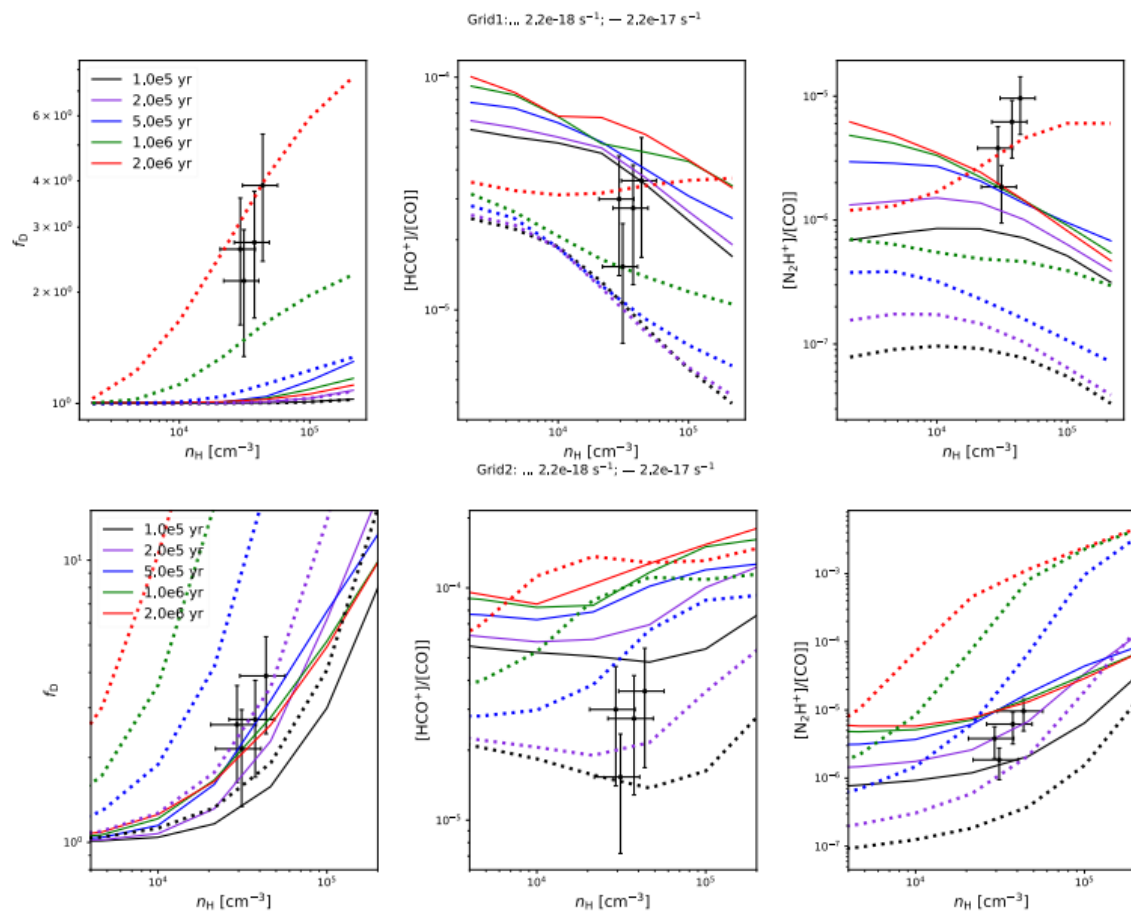 Grid1:... 2.2e-18 s⁻¹; — 2.2e-17 s⁻¹
1.0e5 yr
2.0e5 yr
5.0e5 yr
1.0e6 yr
2.0e6 yr
6 × 10⁰
4 × 10⁰
3 × 10⁰
2 × 10⁰
10⁰
f_D
10⁴
10⁵
n_H [cm⁻³]
10⁻⁴
10⁻⁵
[HCO⁺]/[CO]]
10⁴
10⁵
n_H [cm⁻³]
10⁻⁵
10⁻⁶
10⁻⁷
[N₂H⁺]/[CO]]
10⁴
10⁵
n_H [cm⁻³]
Grid2: ... 2.2e-18 s⁻¹; — 2.2e-17 s⁻¹
1.0e5 yr
2.0e5 yr
5.0e5 yr
1.0e6 yr
2.0e6 yr
10¹
10⁰
f_D
10⁴
10⁵
n_H [cm⁻³]
10⁻⁴
10⁻⁵
[HCO⁺]/[CO]]
10⁴
10⁵
n_H [cm⁻³]
10⁻³
10⁻⁴
10⁻⁵
10⁻⁶
10⁻⁷
[N₂H⁺]/[CO]]
10⁴
10⁵
n_H [cm⁻³]